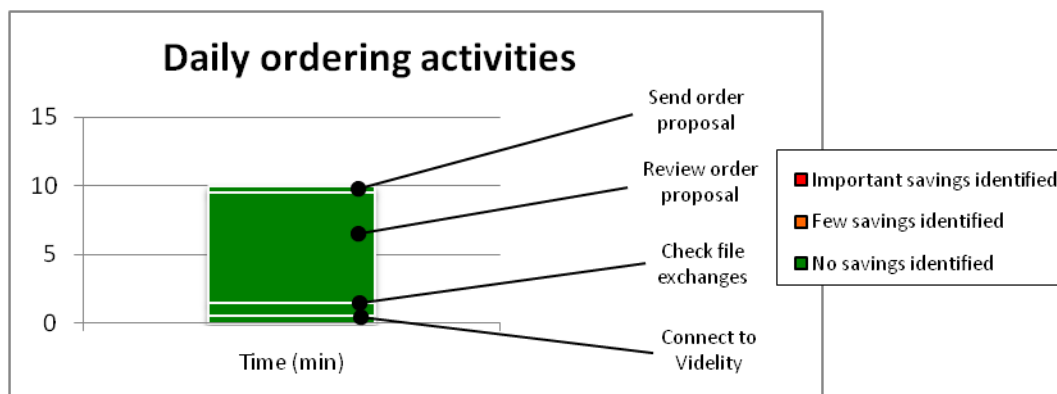 Daily ordering activities
15
10
5
0
Time (min)
Send order
proposal
Review order
proposal
Check file
exchanges
Connect to
Videlity
Important savings identified
Few savings identified
No savings identified